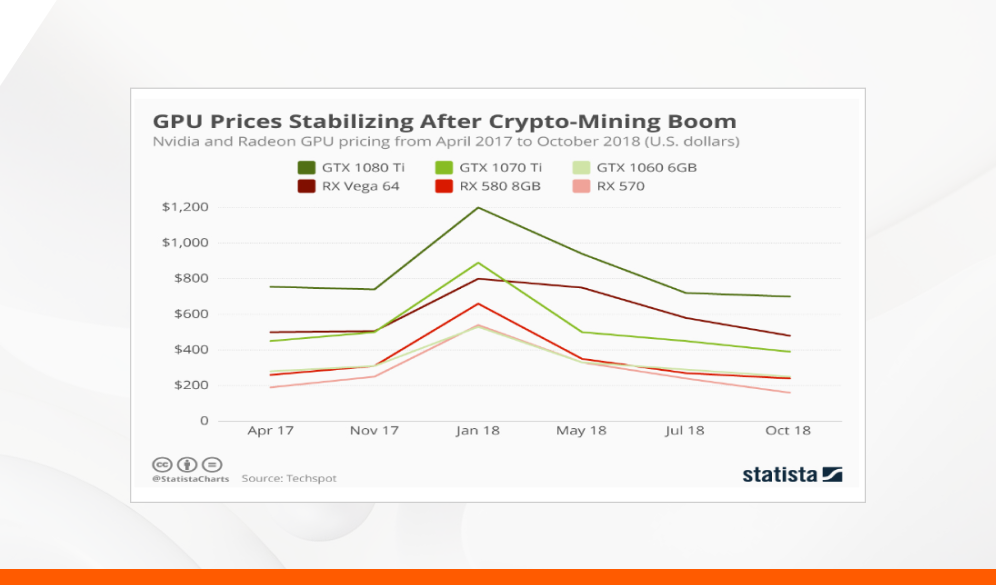 GPU Prices Stabilizing After Crypto-Mining Boom
Nvidia and Radeon GPU pricing from April 2017 to October 2018 (U.S. dollars)
GTX 1080 Ti GTX 1070 Ti GTX 1060 6GB
RX Vega 64 RX 580 8GB RX 570
$1,200
$1,000
$800
$600
$400
$200
0
Apr 17 Nov 17 Jan 18 May 18 Jul 18 Oct 18
cc
@StatistaCharts Source: Techspot
statista